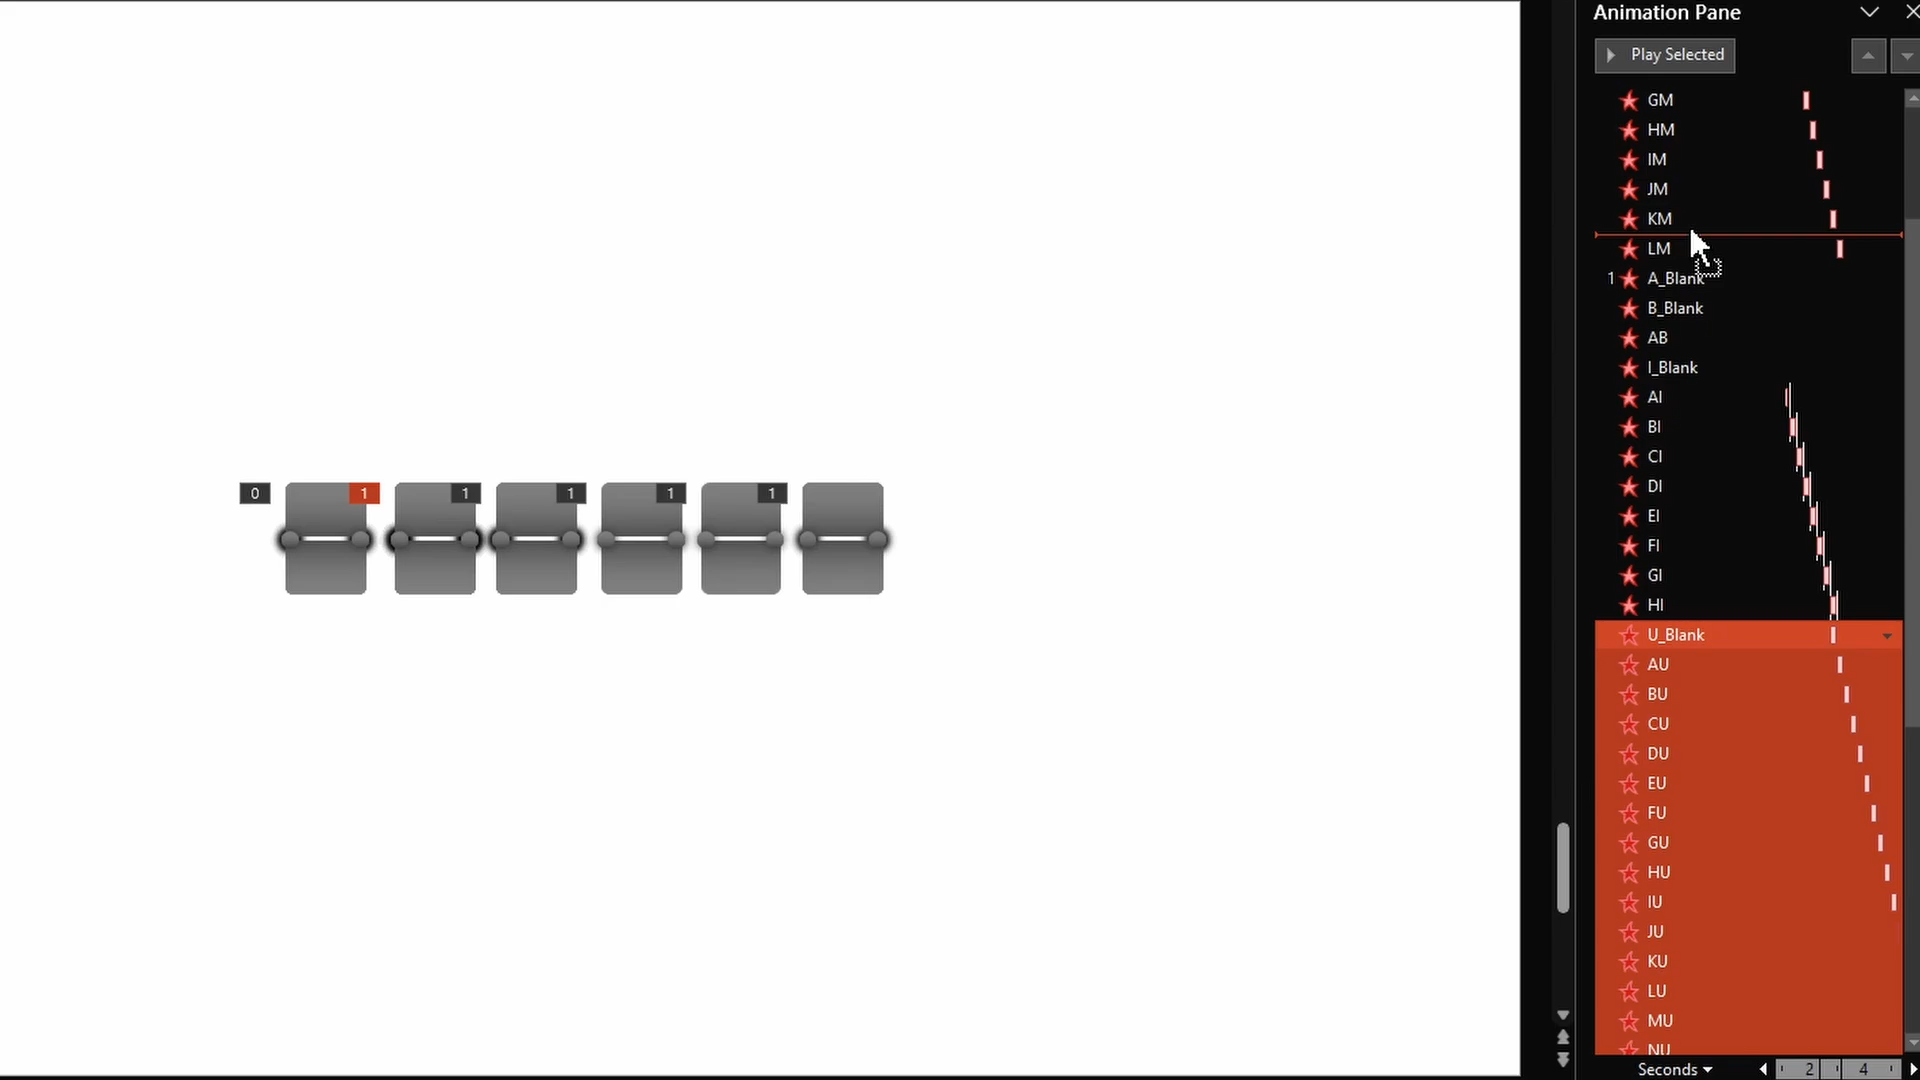 Animation Pane
Play Selected
GM
HM
IM
JM
KM
LM
1 A_Blank
B_Blank
AB
I_Blank
AI
BI
CI
DI
EI
FI
GI
HI
U_Blank
AU
BU
CU
DU
EU
FU
GU
HU
IU
JU
KU
LU
MU
NU
Seconds 2 4
0 1 1 1 1 1